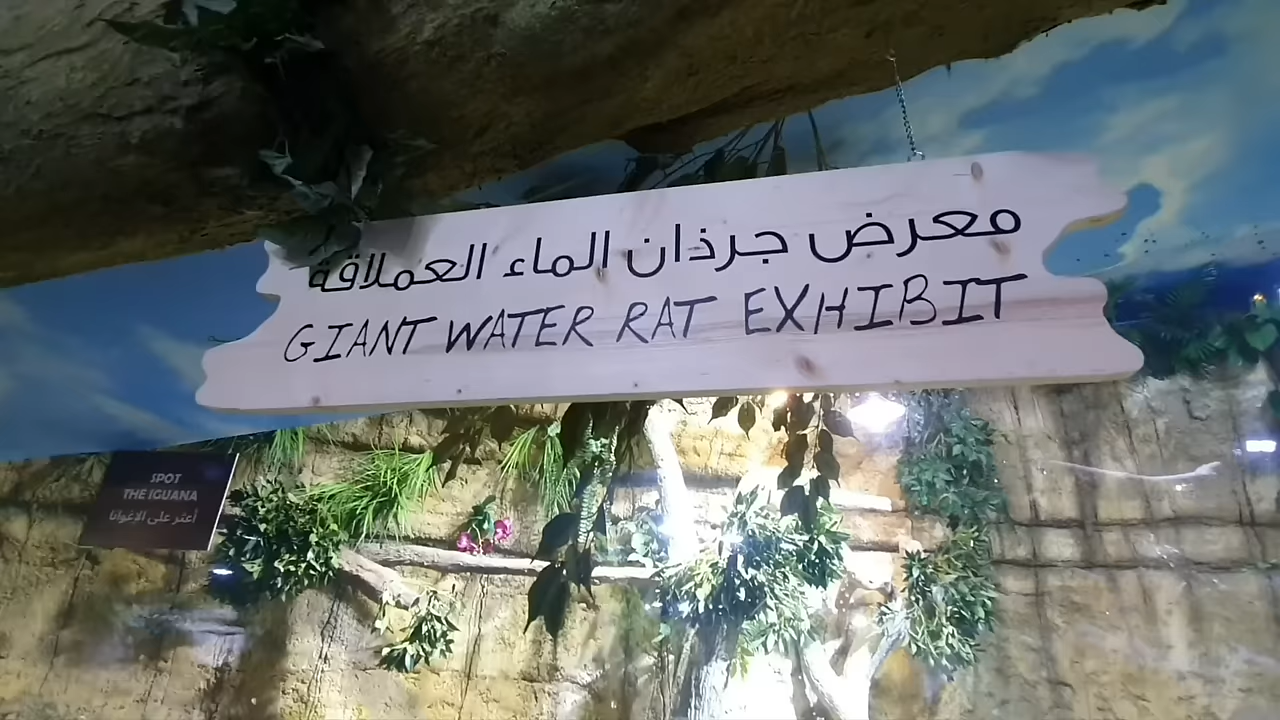 معرض جرذان الماء العملاقة
GIANT WATER RAT EXHIBIT
SPOT
THE IGUANA
أعثر على الإغوانا